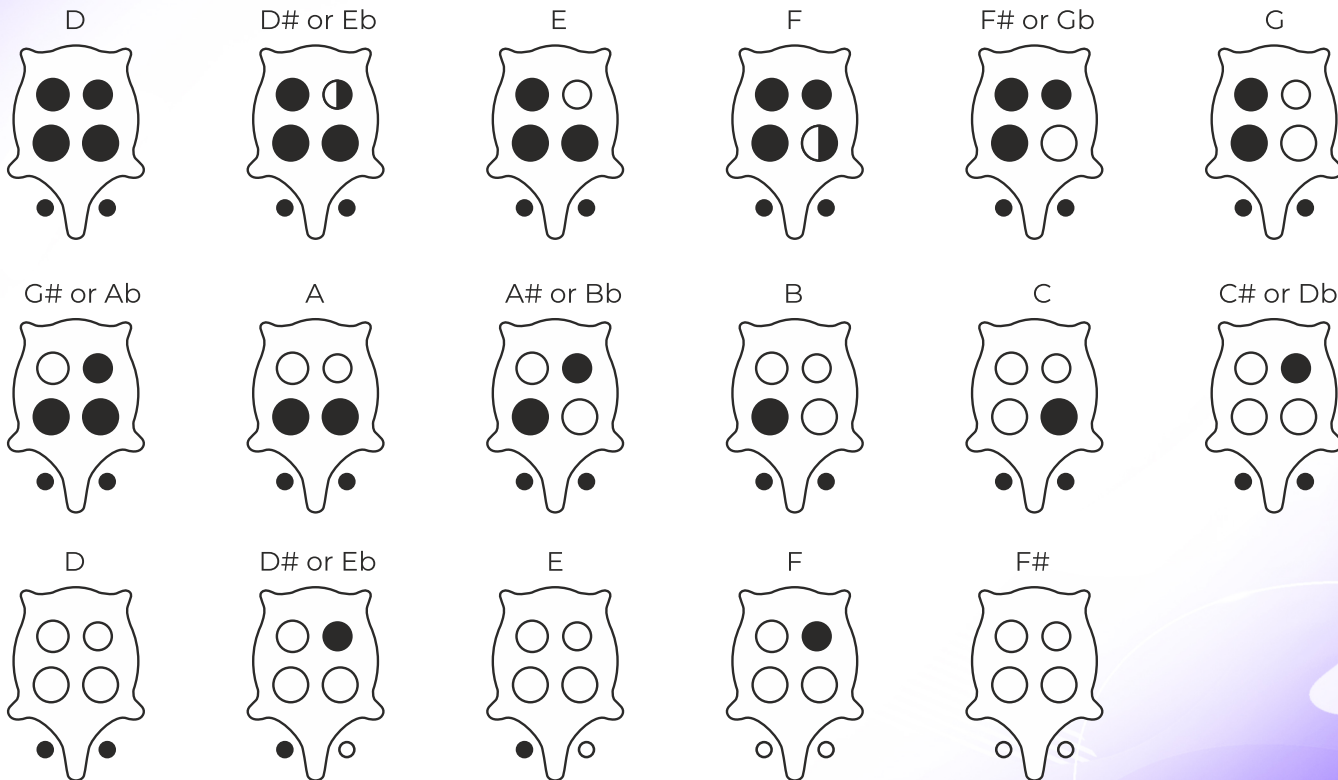 D D# or Eb E F F# or Gb G
G# or Ab A A# or Bb B C C# or Db
D D# or Eb E F F#